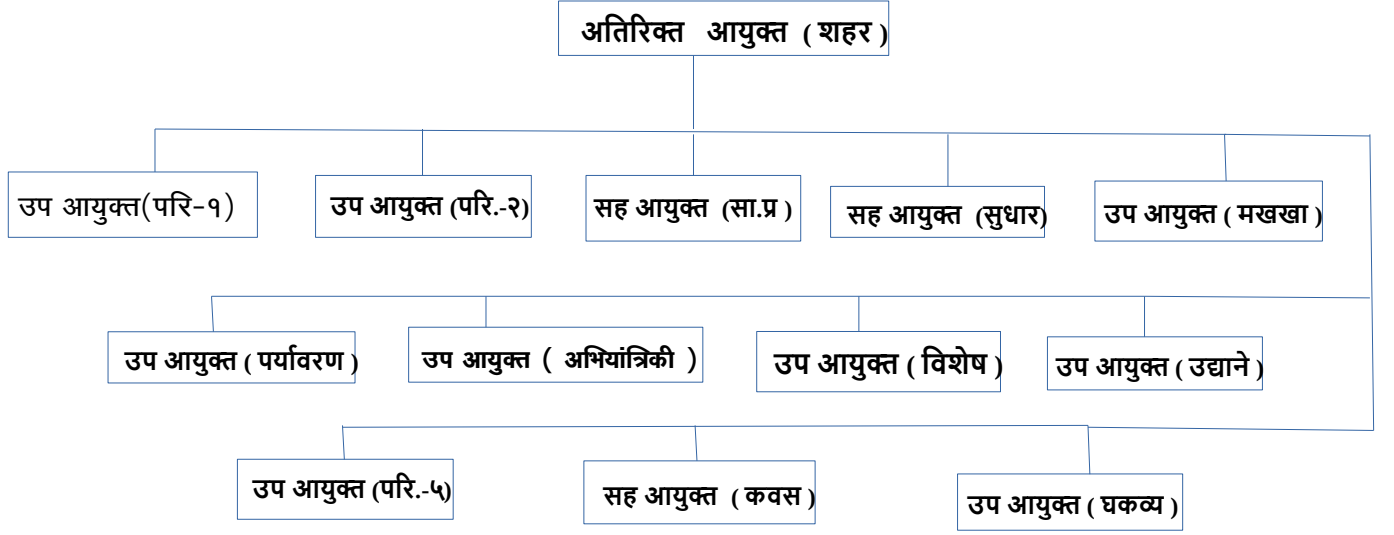 अतिरिक्त आयुक्त ( शहर )
उप आयुक्त(परि-१)
उप आयुक्त (परि.-२)
सह आयुक्त (सा.प्र )
सह आयुक्त (सुधार)
उप आयुक्त ( मखखा )
उप आयुक्त ( पर्यावरण )
उप आयुक्त ( अभियांत्रिकी )
उप आयुक्त ( विशेष )
उप आयुक्त ( उद्याने )
उप आयुक्त (परि.-५)
सह आयुक्त ( कवस )
उप आयुक्त ( घकव्य )